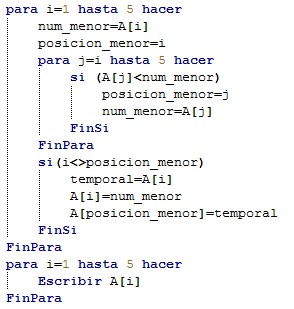 para i=1 hasta 5 hacer
num_menor=A[i]
posicion_menor=i
para j=i hasta 5 hacer
si (A[j]<num_menor)
posicion_menor=j
num_menor=A[j]
FinSi
FinPara
si(i<>posicion_menor)
temporal=A[i]
A[i]=num_menor
A[posicion_menor]=temporal
FinSi
FinPara
para i=1 hasta 5 hacer
Escribir A[i]
FinPara